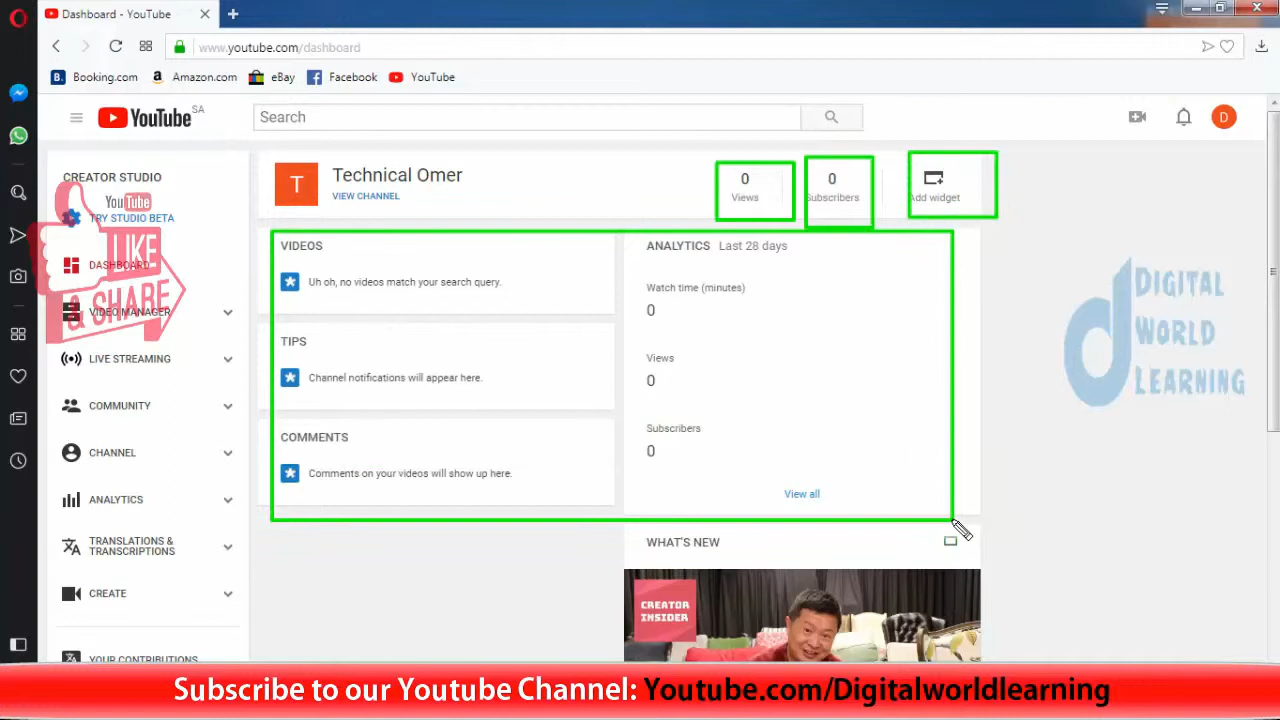 Dashboard - YouTube
www.youtube.com/dashboard
B. Booking.com
a Amazon.com
eBay
Facebook
YouTube
YouTube SA
Search
D
CREATOR STUDIO
YouTube
TRY STUDIO BETA
LIKE
& SHARE
DASHBOARD
VIDEO MANAGER
LIVE STREAMING
COMMUNITY
CHANNEL
ANALYTICS
TRANSLATIONS &
TRANSCRIPTIONS
CREATE
YOUR CONTRIBUTIONS
T
Technical Omer
VIEW CHANNEL
0
Views
0
Subscribers
Add widget
VIDEOS
Uh oh, no videos match your search query.
TIPS
Channel notifications will appear here.
COMMENTS
Comments on your videos will show up here.
ANALYTICS Last 28 days
Watch time (minutes)
0
Views
0
Subscribers
0
View all
WHAT'S NEW
CREATOR
INSIDER
DIGITAL
WORLD
LEARNING
Subscribe to our Youtube Channel: Youtube.com/Digitalworldlearning